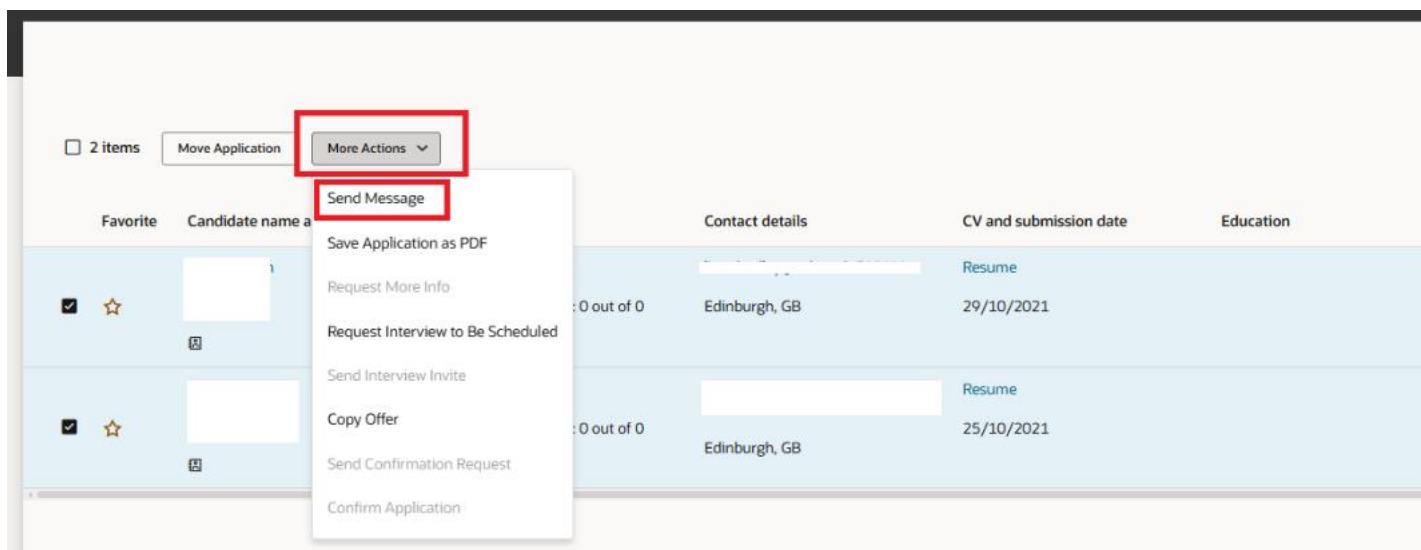 2 items Move Application More Actions
Send Message
Favorite Candidate name a Contact details CV and submission date Education
Save Application as PDF
Resume
Request More Info
: 0 out of 0 Edinburgh, GB 29/10/2021
Request Interview to Be Scheduled
Send Interview Invite
Resume
Copy Offer
: 0 out of 0 25/10/2021
Edinburgh, GB
Send Confirmation Request
Confirm Application